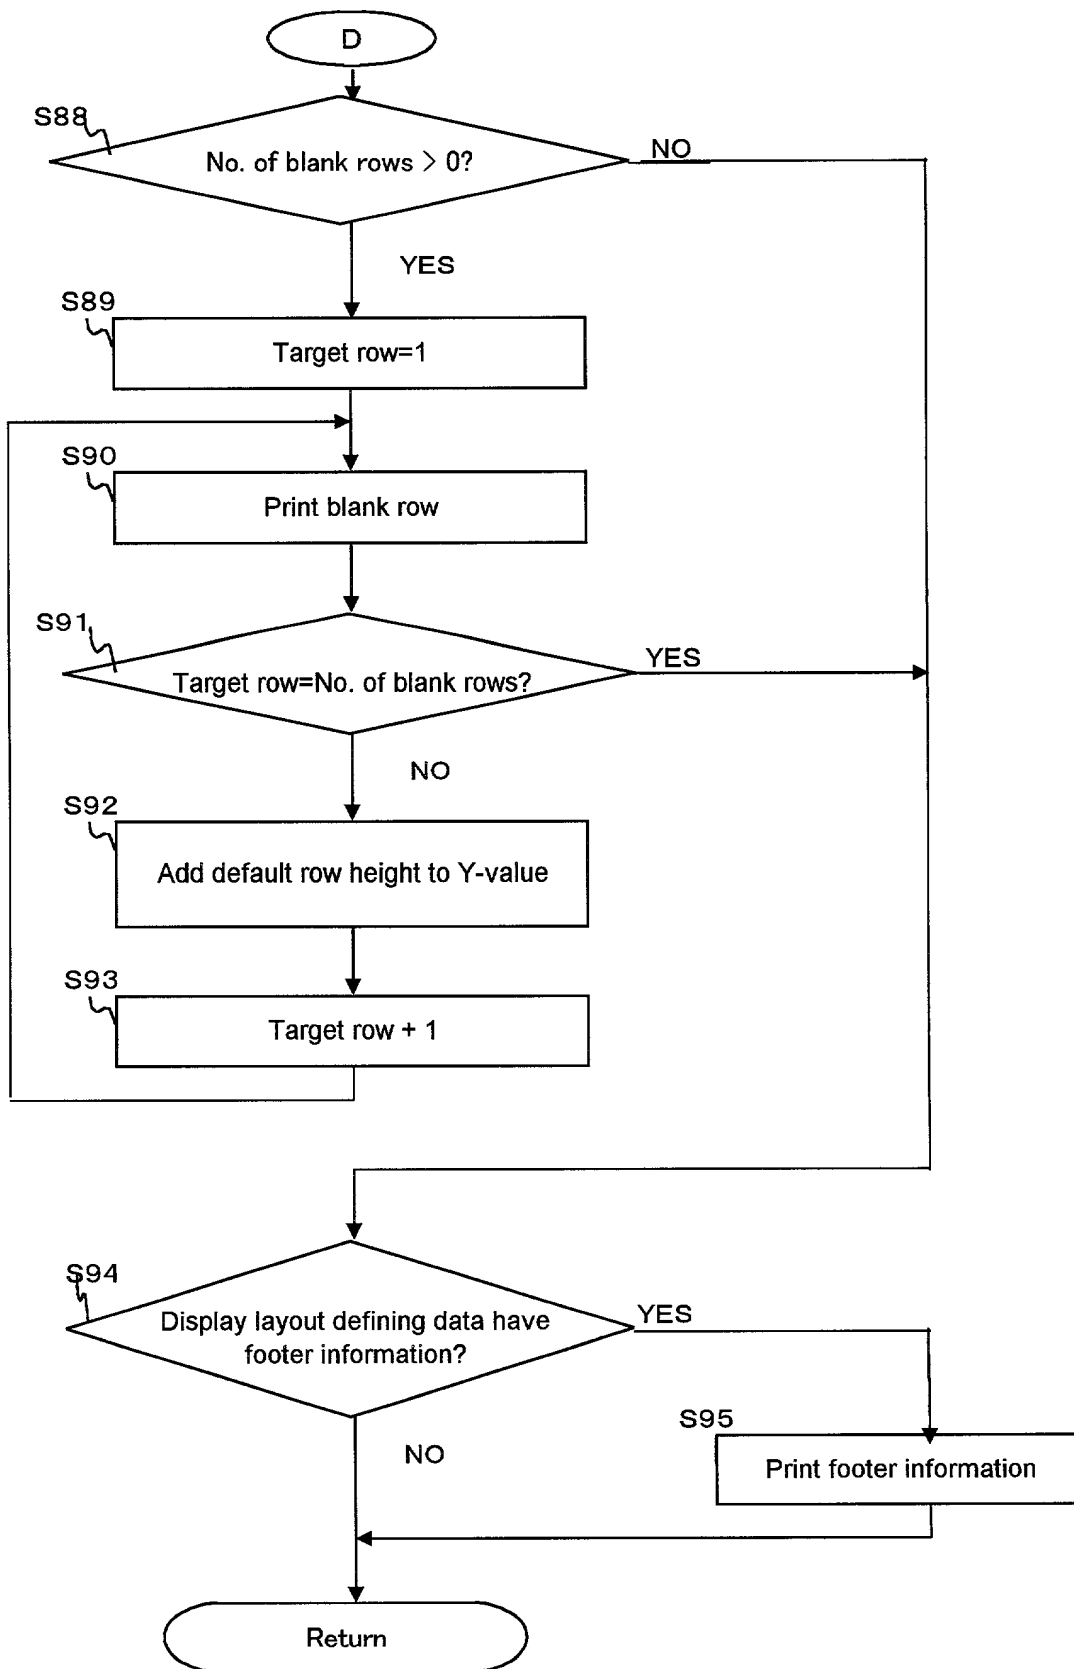 D
S88
No. of blank rows > 0?
NO
YES
S89
Target row=1
S90
Print blank row
S91
Target row=No. of blank rows?
YES
NO
S92
Add default row height to Y-value
S93
Target row + 1
S94
Display layout defining data have
footer information?
YES
NO
S95
Print footer information
Return